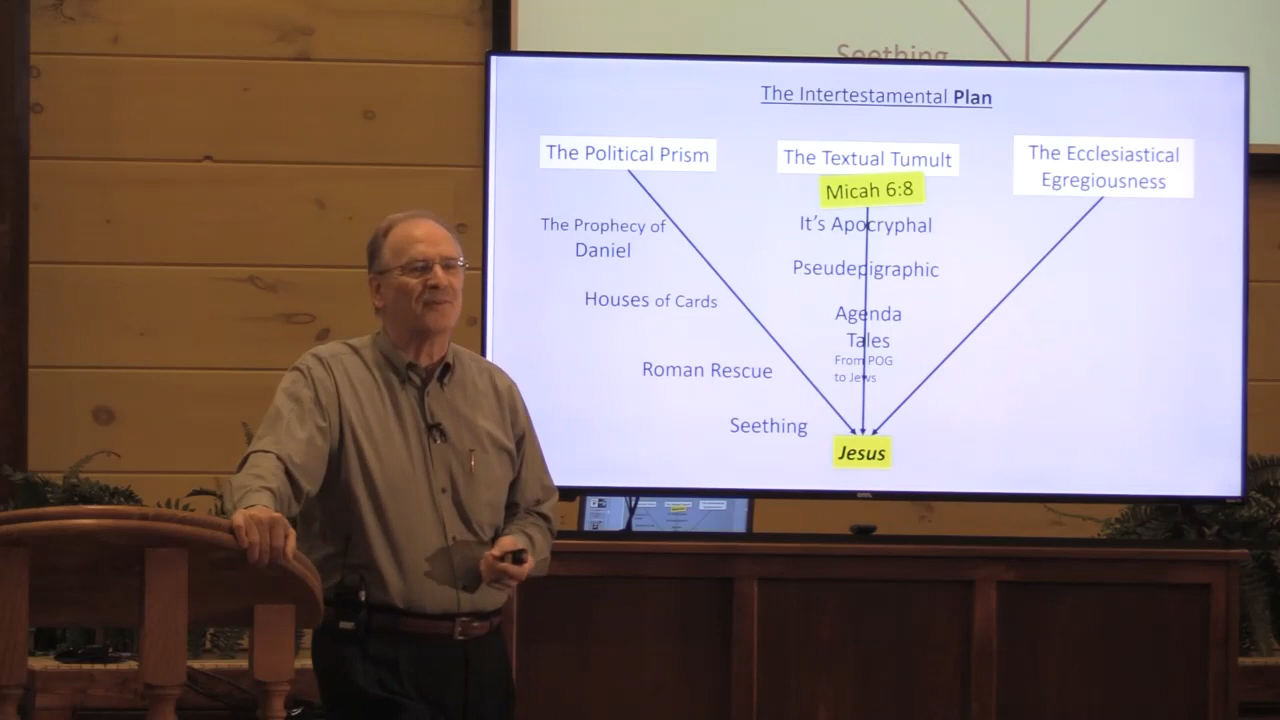 Seething
The Intertestamental Plan
The Political Prism
The Textual Tumult
The Ecclesiastical
Egregiousness
Micah 6:8
The Prophecy of
Daniel
It's Apocryphal
Pseudepigraphic
Houses of Cards
Agenda
Tales
From POG
to Jews
Roman Rescue
Seething
Jesus